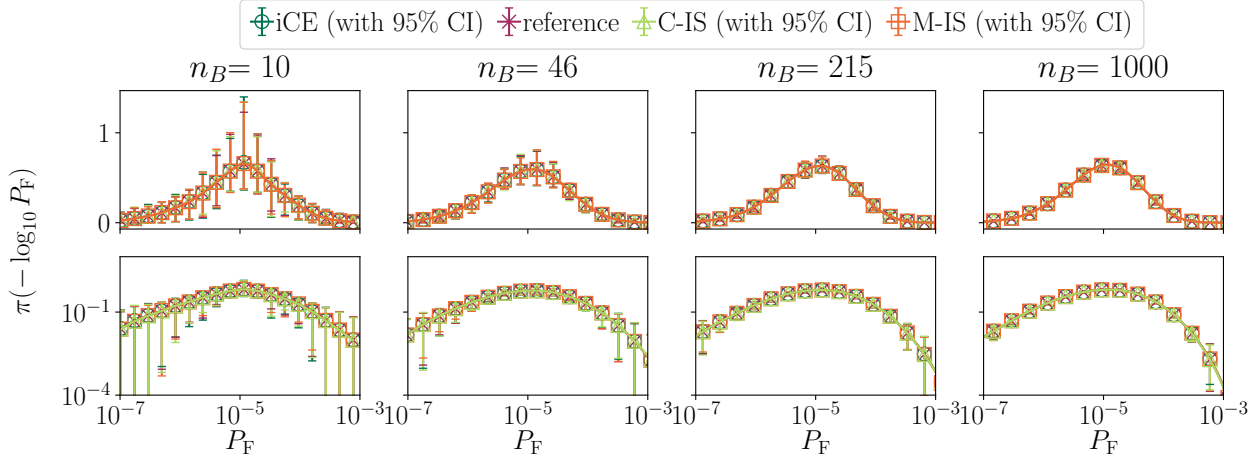 iCE (with 95% CI) reference C-IS (with 95% CI) M-IS (with 95% CI)
n_B = 10 n_B = 46 n_B = 215 n_B = 1000
π(− log₁₀ P_F)
1
0
10⁻¹
10⁻⁴
10⁻⁷ 10⁻⁵ 10⁻³ 10⁻⁷ 10⁻⁵ 10⁻³ 10⁻⁷ 10⁻⁵ 10⁻³ 10⁻⁷ 10⁻⁵ 10⁻³
P_F P_F P_F P_F